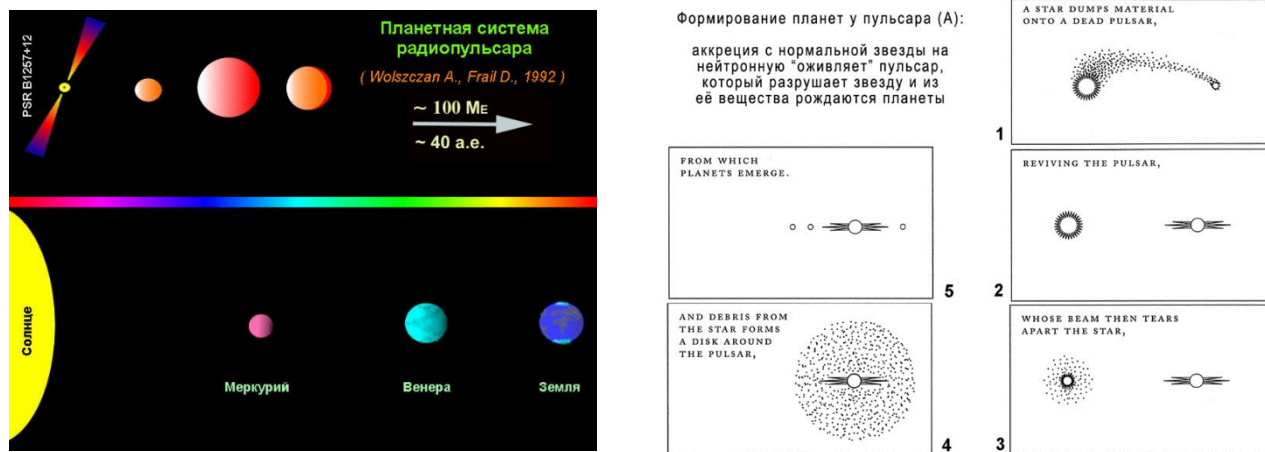 PSR B1257+12
Планетная система
радиопульсара
( Wolszczan A., Frail D., 1992 )
~ 100 Mᴇ
~ 40 а.е.
Солнце
Меркурий
Венера
Земля
Формирование планет у пульсара (А):
аккреция с нормальной звезды на
нейтронную “оживляет” пульсар,
который разрушает звезду и из
её вещества рождаются планеты
A STAR DUMPS MATERIAL
ONTO A DEAD PULSAR,
1
REVIVING THE PULSAR,
2
WHOSE BEAM THEN TEARS
APART THE STAR,
3
AND DEBRIS FROM
THE STAR FORMS
A DISK AROUND
THE PULSAR,
4
FROM WHICH
PLANETS EMERGE.
5